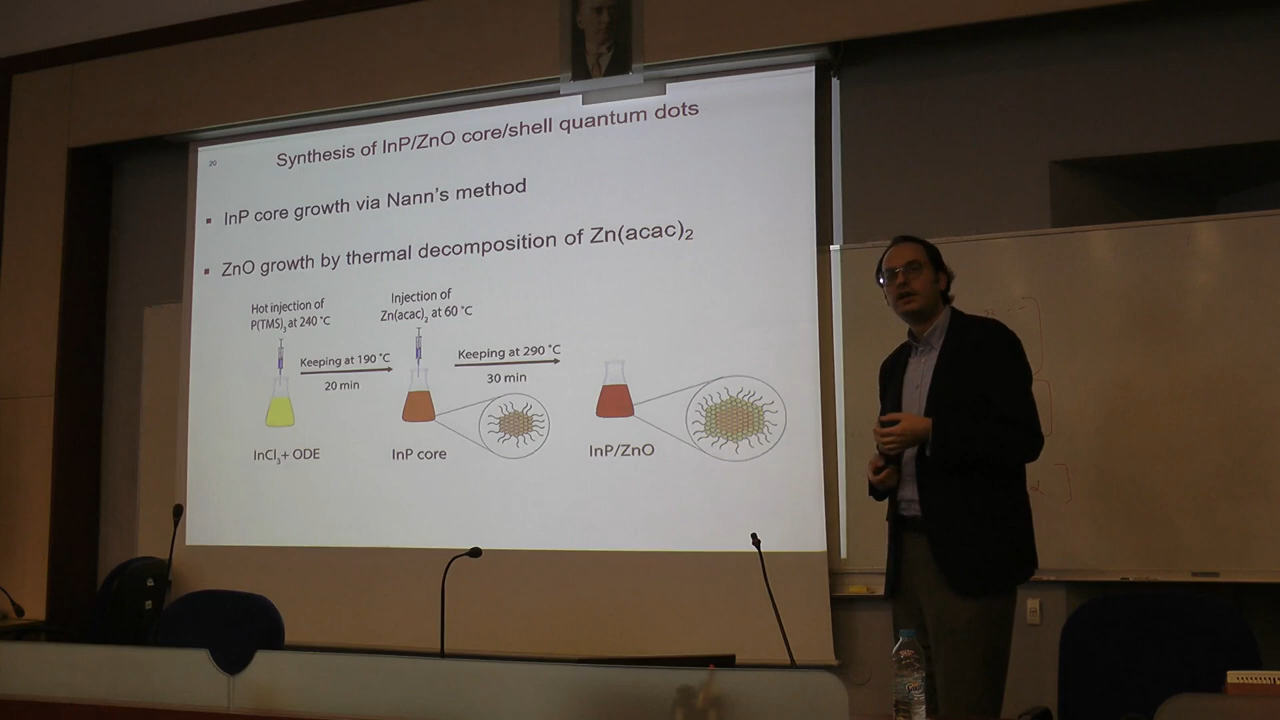 20
Synthesis of InP/ZnO core/shell quantum dots
▪ InP core growth via Nann's method
▪ ZnO growth by thermal decomposition of Zn(acac)₂
Hot injection of
P(TMS)₃ at 240 °C
Injection of
Zn(acac)₂ at 60 °C
Keeping at 190 °C
20 min
Keeping at 290 °C
30 min
InCl₃+ ODE
InP core
InP/ZnO